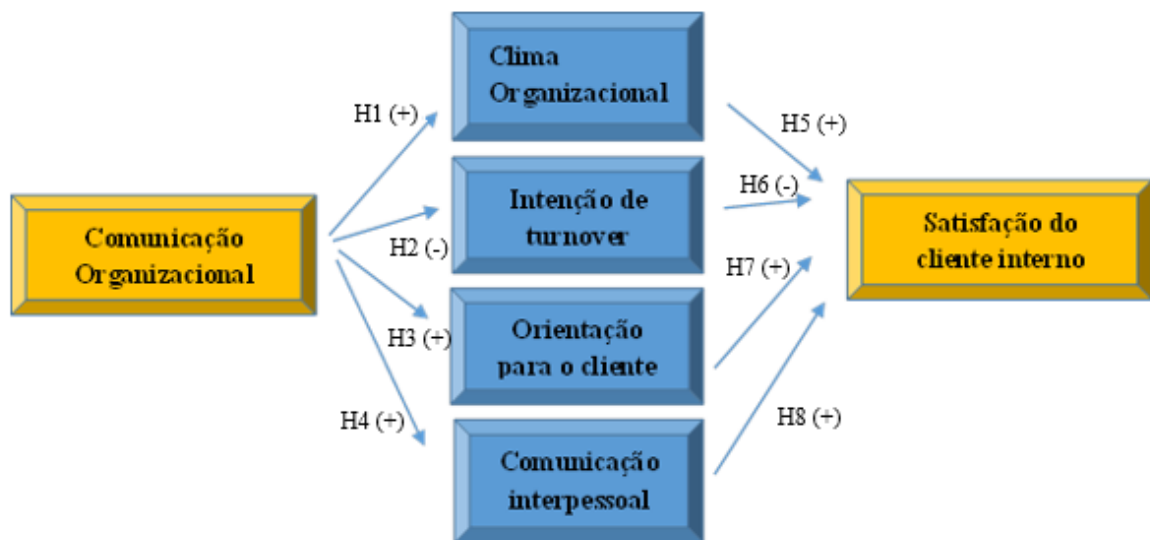 Clima
Organizacional
H1 (+)
H5 (+)
Intenção de
turnover
H6 (-)
Comunicação
Organizacional
H2 (-)
Satisfação do
cliente interno
H7 (+)
Orientação
para o cliente
H3 (+)
H4 (+)
H8 (+)
Comunicação
interpessoal